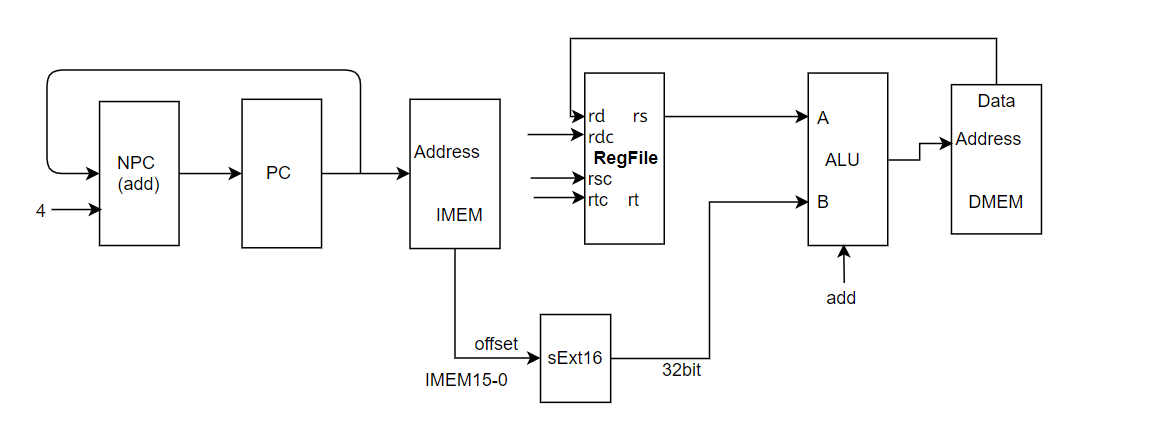 NPC
(add)
4
PC
Address
IMEM
offset
IMEM15-0
sExt16
32bit
rd rs
rdc
RegFile
rsc
rtc rt
A
ALU
B
add
Data
Address
DMEM